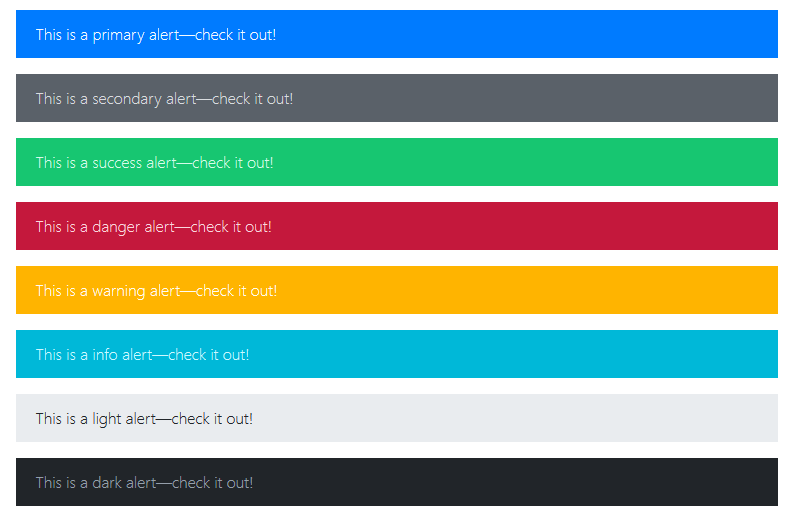 This is a primary alert—check it out!
This is a secondary alert—check it out!
This is a success alert—check it out!
This is a danger alert—check it out!
This is a warning alert—check it out!
This is a info alert—check it out!
This is a light alert—check it out!
This is a dark alert—check it out!